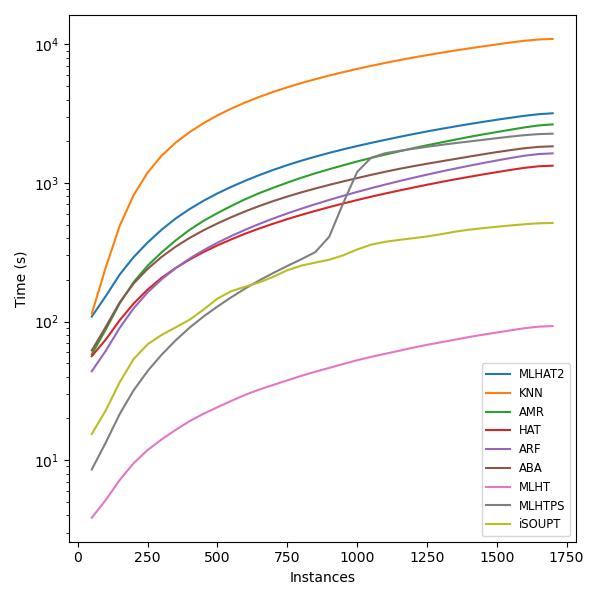 10⁴
10³
10²
10¹
Time (s)
0 250 500 750 1000 1250 1500 1750
Instances
MLHAT2
KNN
AMR
HAT
ARF
ABA
MLHT
MLHTPS
iSOUPT